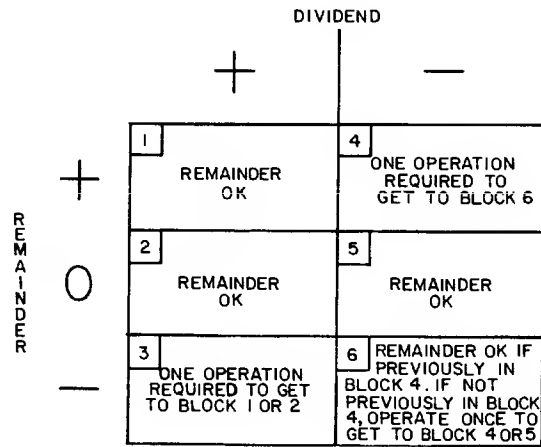 DIVIDEND
+ −
1
REMAINDER
OK
4
ONE OPERATION
REQUIRED TO
GET TO BLOCK 6
+
REMAINDER
O
−
2
REMAINDER
OK
5
REMAINDER
OK
3
ONE OPERATION
REQUIRED TO GET
TO BLOCK 1 OR 2
6
REMAINDER OK IF
PREVIOUSLY IN
BLOCK 4. IF NOT
PREVIOUSLY IN BLOCK
4, OPERATE ONCE TO
GET TO BLOCK 4 OR 5